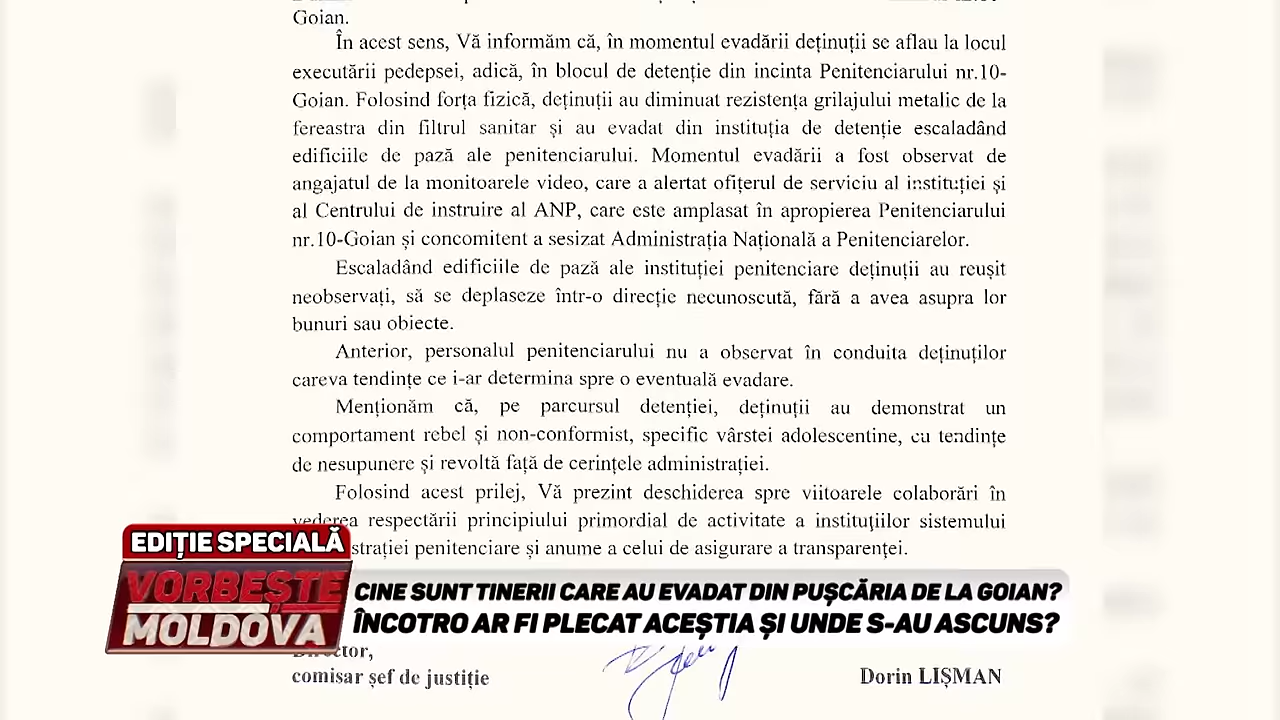 Goian.
În acest sens, Vă informăm că, în momentul evadării deținuții se aflau la locul
executării pedepsei, adică, în blocul de detenție din incinta Penitenciarului nr.10-
Goian. Folosind forța fizică, deținuții au diminuat rezistența grilajului metalic de la
fereastra din filtrul sanitar și au evadat din instituția de detenție escaladând
edificiile de pază ale penitenciarului. Momentul evadării a fost observat de
angajatul de la monitoarele video, care a alertat ofițerul de serviciu al instituției și
al Centrului de instruire al ANP, care este amplasat în apropierea Penitenciarului
nr.10-Goian și concomitent a sesizat Administrația Națională a Penitenciarelor.
Escaladând edificiile de pază ale instituției penitenciare deținuții au reușit
neobservați, să se deplaseze într-o direcție necunoscută, fără a avea asupra lor
bunuri sau obiecte.
Anterior, personalul penitenciarului nu a observat în conduita deținuților
careva tendințe ce i-ar determina spre o eventuală evadare.
Menționăm că, pe parcursul detenției, deținuții au demonstrat un
comportament rebel și non-conformist, specific vârstei adolescentine, cu tendințe
de nesupunere și revoltă față de cerințele administrației.
Folosind acest prilej, Vă prezint deschiderea spre viitoarele colaborări în
vederea respectării principiului primordial de activitate a instituţiilor sistemului
strației penitenciare și anume a celui de asigurare a transparenţei.
EDIȚIE SPECIALĂ
VORBEȘTE
MOLDOVA
CINE SUNT TINERII CARE AU EVADAT DIN PUȘCĂRIA DE LA GOIAN?
ÎNCOTRO AR FI PLECAT ACEȘTIA ȘI UNDE S-AU ASCUNS?
Director,
comisar șef de justiție
Dorin LIȘMAN